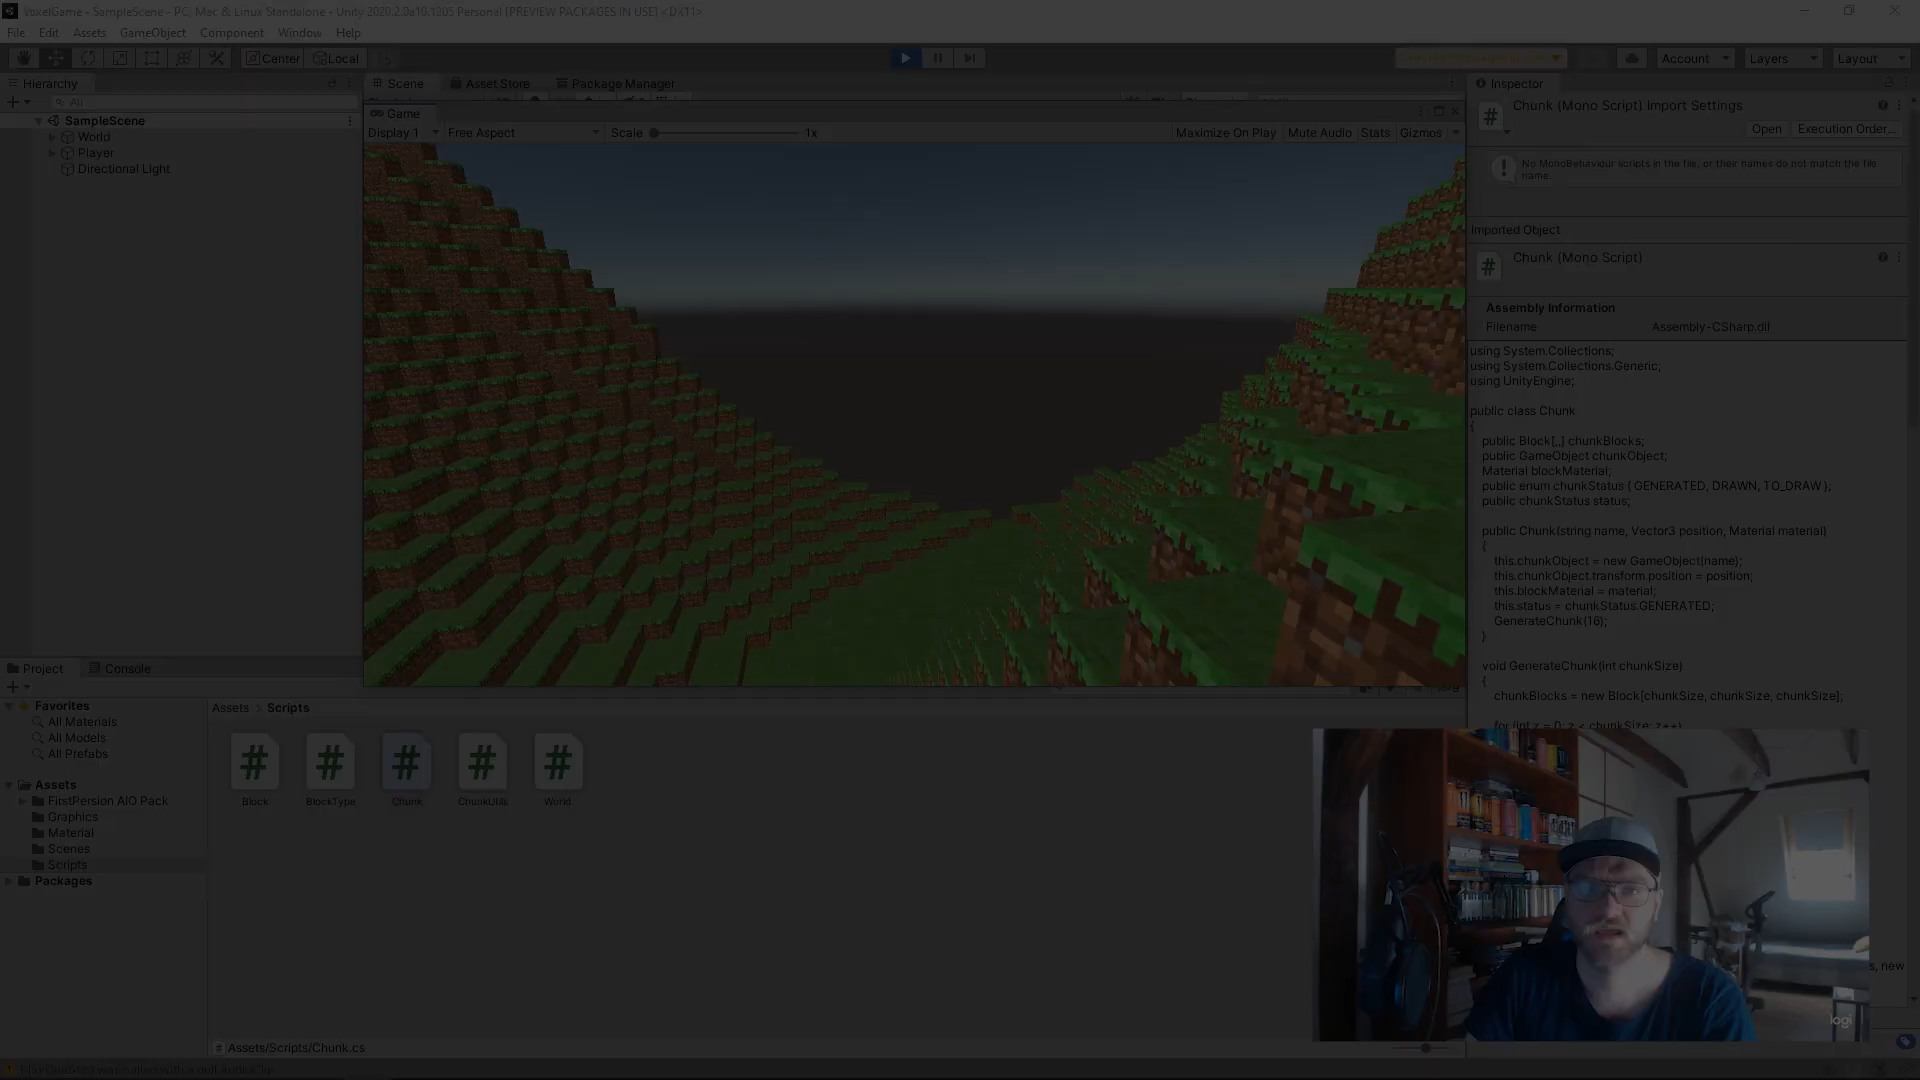 VoxelGame - SampleScene - PC, Mac & Linux Standalone - Unity 2020.2.0a10.1205 Personal [PREVIEW PACKAGES IN USE] <DX11>
File Edit Assets GameObject Component Window Help
Center Local
Account Layers Layout
Hierarchy
All
SampleScene
World
Player
Directional Light
Scene Asset Store Package Manager
Game
Display 1 Free Aspect Scale 1x Maximize On Play Mute Audio Stats Gizmos
Inspector
Chunk (Mono Script) Import Settings
Open Execution Order...
No MonoBehaviour scripts in the file, or their names do not match the file
name.
Imported Object
Chunk (Mono Script)
Assembly Information
Filename Assembly-CSharp.dll
using System.Collections;
using System.Collections.Generic;
using UnityEngine;
public class Chunk
{
public Block[,,] chunkBlocks;
public GameObject chunkObject;
Material blockMaterial;
public enum chunkStatus { GENERATED, DRAWN, TO_DRAW };
public chunkStatus status;
public Chunk(string name, Vector3 position, Material material)
{
this.chunkObject = new GameObject(name);
this.chunkObject.transform.position = position;
this.blockMaterial = material;
this.status = chunkStatus.GENERATED;
GenerateChunk(16);
}
void GenerateChunk(int chunkSize)
{
chunkBlocks = new Block[chunkSize, chunkSize, chunkSize];
for (int z = 0; z < chunkSize; z++)
s, new
Project Console
Favorites
All Materials
All Models
All Prefabs
Assets
FirstPersion AIO Pack
Graphics
Material
Scenes
Scripts
Packages
Assets > Scripts
Block BlockType Chunk ChunkUtils World
Assets/Scripts/Chunk.cs
logi